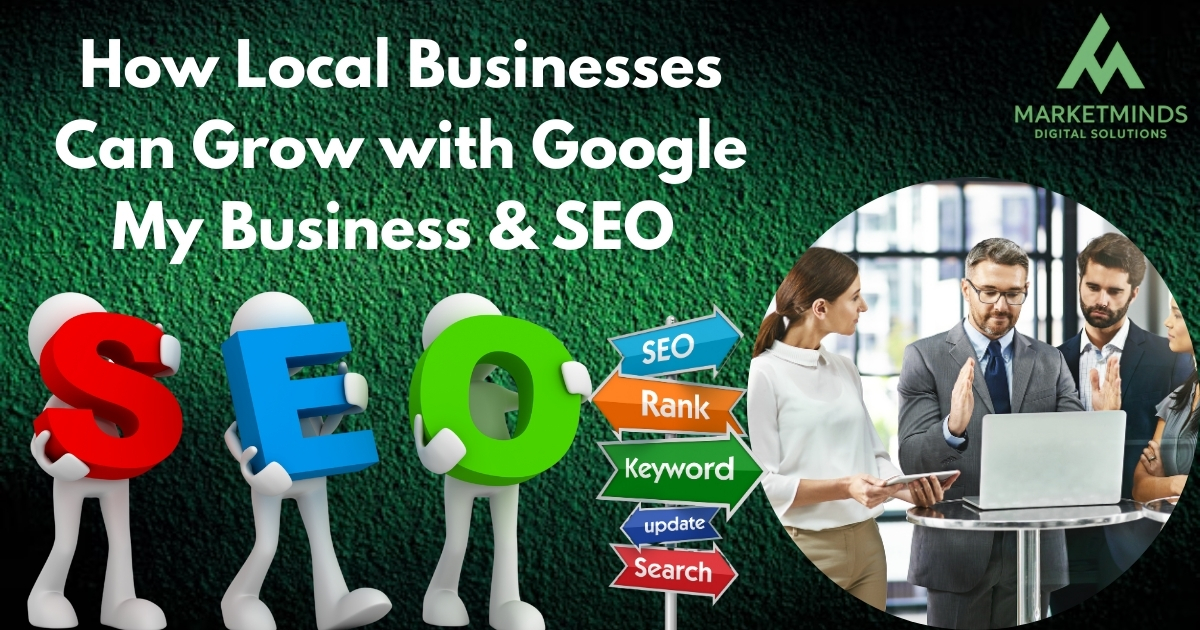 How Local Businesses
Can Grow with Google
My Business & SEO
MARKETMINDS
DIGITAL SOLUTIONS
SEO
SEO
Rank
Keyword
update
Search